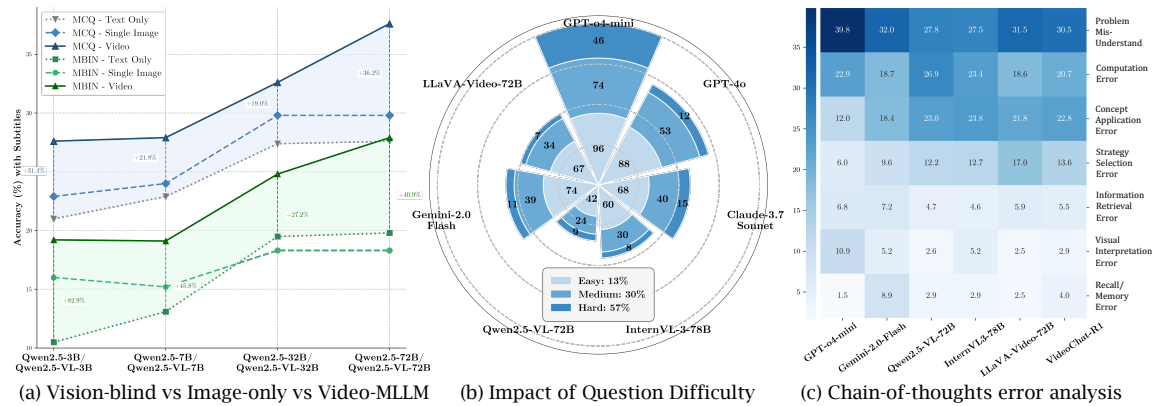 MCQ - Text Only
MCQ - Single Image
MCQ - Video
MBIN - Text Only
MBIN - Single Image
MBIN - Video
Accuracy (%) with Subtitles
35
30
25
20
15
10
+31.4%
+21.8%
+19.0%
+36.2%
+82.9%
+45.8%
+27.2%
+40.9%
Qwen2.5-3B/
Qwen2.5-VL-3B
Qwen2.5-7B/
Qwen2.5-VL-7B
Qwen2.5-32B/
Qwen2.5-VL-32B
Qwen2.5-72B/
Qwen2.5-VL-72B
(a) Vision-blind vs Image-only vs Video-MLLM
GPT-o4-mini
46
74
96
GPT-4o
12
53
88
Claude-3.7
Sonnet
15
40
68
InternVL-3-78B
8
30
60
Qwen2.5-VL-72B
9
24
42
Gemini-2.0
Flash
11
39
74
LLaVA-Video-72B
7
34
67
Easy: 13%
Medium: 30%
Hard: 57%
(b) Impact of Question Difficulty
35
30
25
20
15
10
5
39.8 32.0 27.8 27.5 31.5 30.5
Problem
Mis-
Understand
22.9 18.7 26.9 23.4 18.6 20.7
Computation
Error
12.0 18.4 23.0 23.8 21.8 22.8
Concept
Application
Error
6.0 9.6 12.2 12.7 17.0 13.6
Strategy
Selection
Error
6.8 7.2 4.7 4.6 5.9 5.5
Information
Retrieval
Error
10.9 5.2 2.6 5.2 2.5 2.9
Visual
Interpretation
Error
1.5 8.9 2.9 2.9 2.5 4.0
Recall/
Memory
Error
GPT-o4-mini
Gemini-2.0-Flash
Qwen2.5-VL-72B
InternVL3-78B
LLaVA-Video-72B
VideoChat-R1
(c) Chain-of-thoughts error analysis